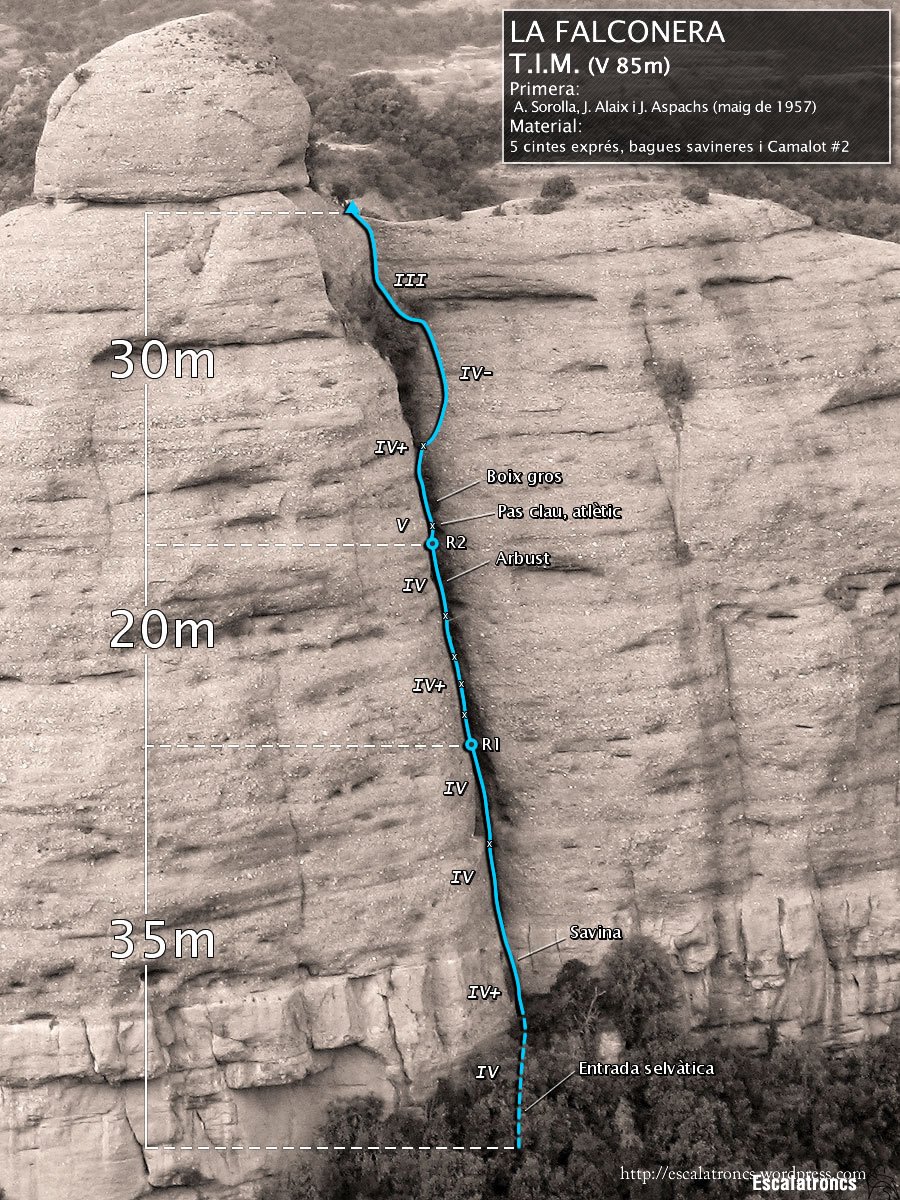 LA FALCONERA
T.I.M. (V 85m)
Primera:
A. Sorolla, J. Alaix i J. Aspachs (maig de 1957)
Material:
5 cintes exprés, bagues savineres i Camalot #2
III
30m
IV-
IV+
Boix gros
Pas clau, atlètic
V
R2
Arbust
IV
20m
IV+
R1
IV
IV
Savina
35m
IV+
Entrada selvàtica
IV
http://escalatroncs.wordpress.com
Escalatroncs